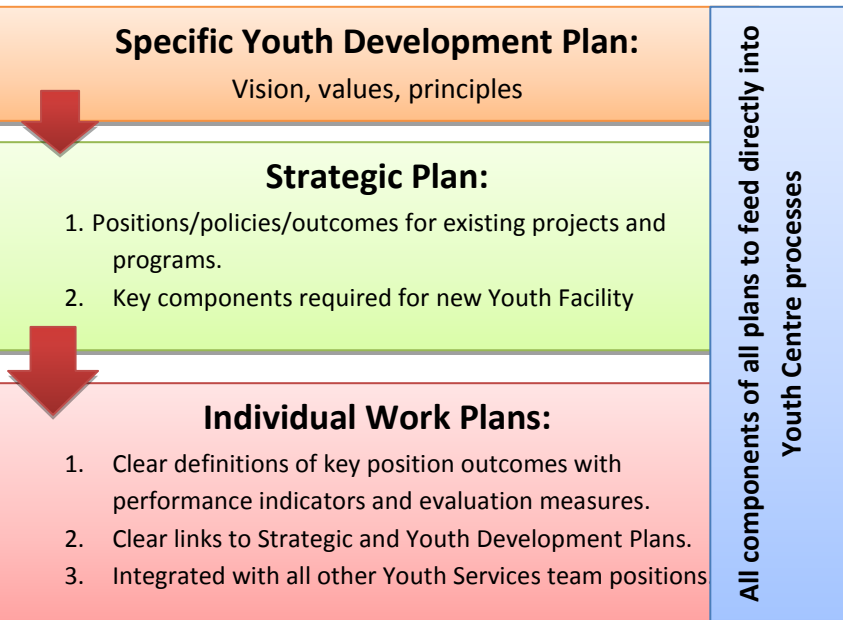 Specific Youth Development Plan:
Vision, values, principles
Strategic Plan:
1. Positions/policies/outcomes for existing projects and
programs.
2. Key components required for new Youth Facility
Individual Work Plans:
1. Clear definitions of key position outcomes with
performance indicators and evaluation measures.
2. Clear links to Strategic and Youth Development Plans.
3. Integrated with all other Youth Services team positions.
All components of all plans to feed directly into
Youth Centre processes